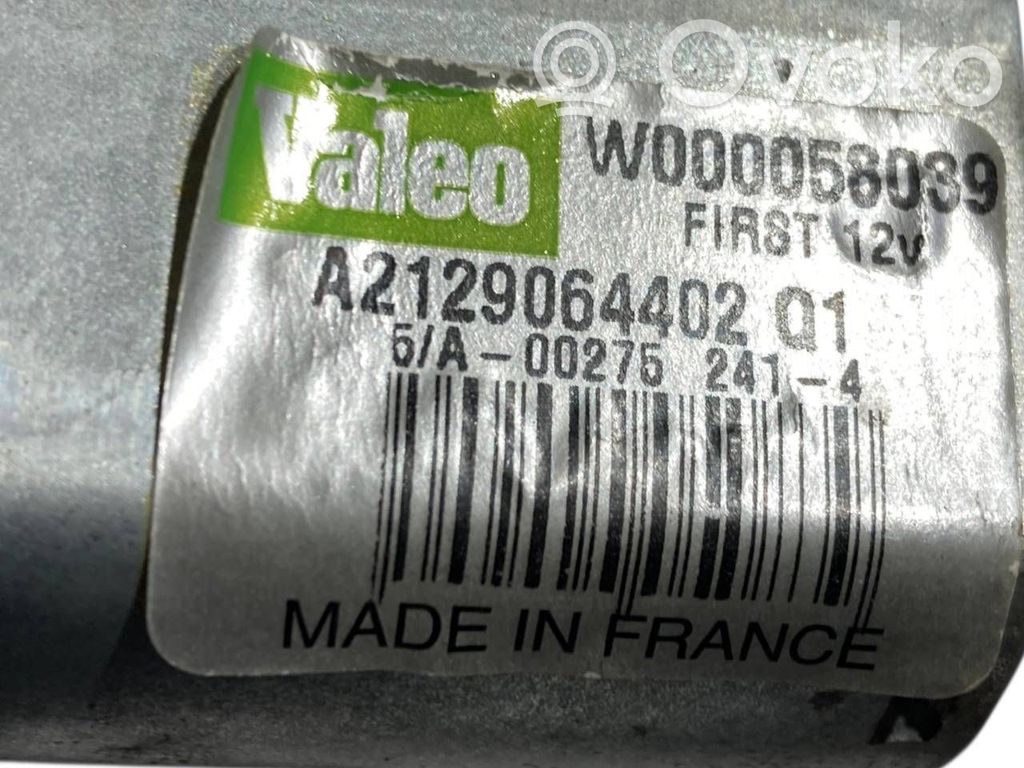 Ovoko
Valeo
W000058039
FIRST 12v
A2129064402 Q1
5/A-00275 241-4
MADE IN FRANCE